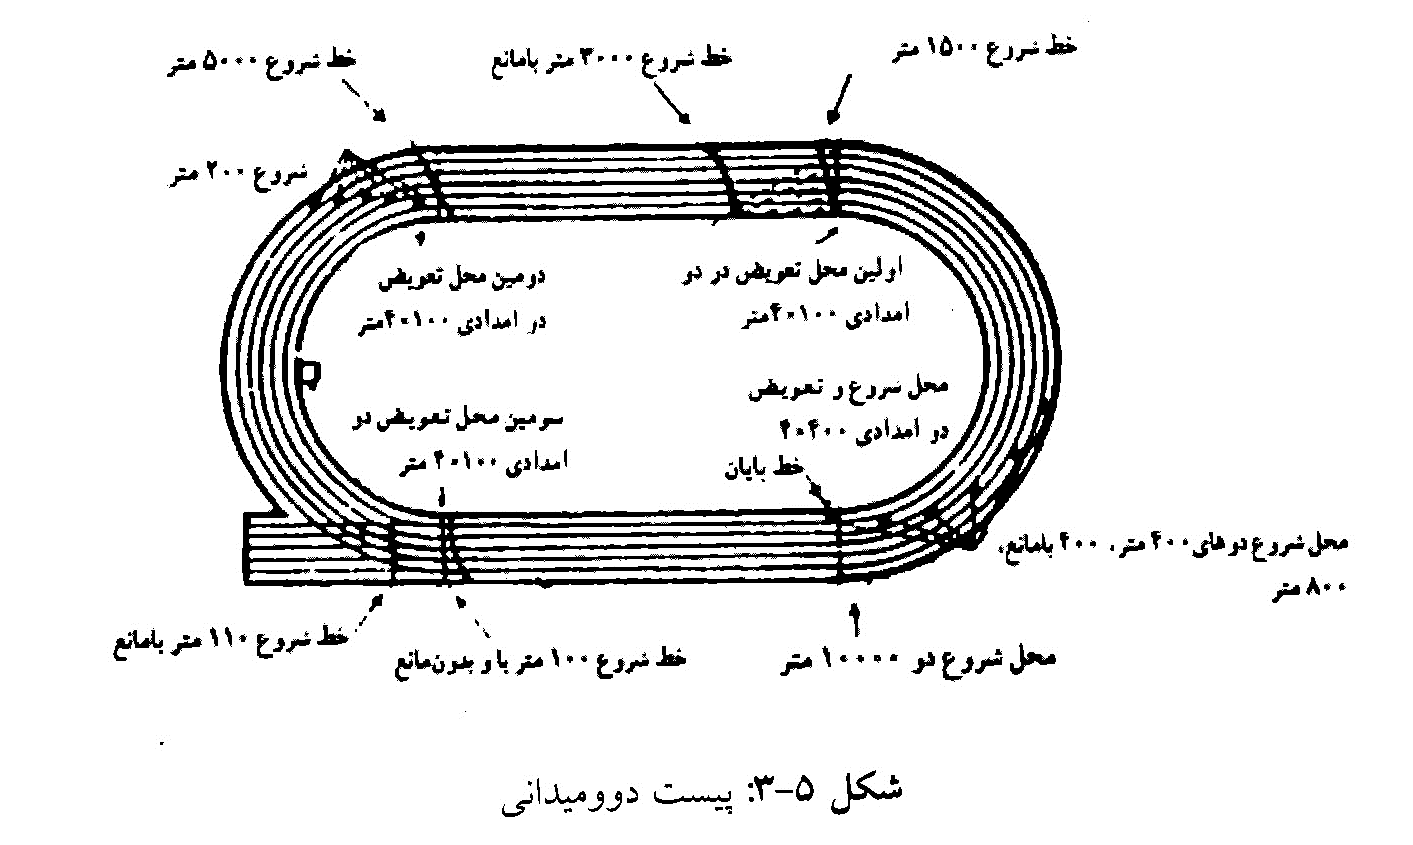 خط شروع ۱۵۰۰ متر
خط شروع ۳۰۰۰ متر بامانع
خط شروع ۵۰۰۰ متر
شروع ۲۰۰ متر
اولین محل تعویض در دو
امدادی ۱۰۰×۴متر
دومین محل تعویض
در امدادی ۱۰۰×۴متر
محل شروع و تعویض
در امدادی ۴۰۰×۴
خط پایان
سومین محل تعویض دو
امدادی ۱۰۰×۴ متر
محل شروع دوهای ۴۰۰ متر، ۴۰۰ بامانع،
۸۰۰ متر
خط شروع ۱۱۰ متر بامانع
خط شروع ۱۰۰ متر با و بدون‌مانع
محل شروع دو ۱۰۰۰۰ متر
شکل ۵-۳: پیست دوومیدانی